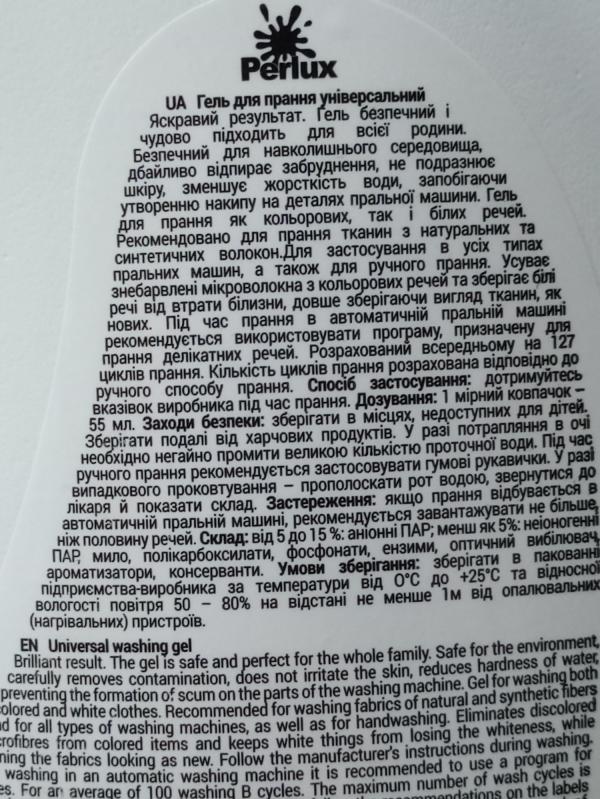 Perlux
UA Гель для прання універсальний
Яскравий результат. Гель безпечний і
чудово підходить для всієї родини.
Безпечний для навколишнього середовища,
дбайливо відпирає забруднення, не подразнює
шкіру, зменшує жорсткість води, запобігаючи
утворенню накипу на деталях пральної машини. Гель
для прання як кольорових, так і білих речей.
Рекомендовано для прання тканин з натуральних та
синтетичних волокон.Для застосування в усіх типах
пральних машин, а також для ручного прання. Усуває
знебарвлені мікроволокна з кольорових речей та зберігає білі
речі від втрати білизни, довше зберігаючи вигляд тканин, як
нових. Під час прання в автоматичній пральній машині
рекомендується використовувати програму, призначену для
прання делікатних речей. Розрахований всередньому на 127
циклів прання. Кількість циклів прання розрахована відповідно до
ручного способу прання. Спосіб застосування: дотримуйтесь
вказівок виробника під час прання. Дозування: 1 мірний ковпачок –
55 мл. Заходи безпеки: зберігати в місцях, недоступних для дітей.
Зберігати подалі від харчових продуктів. У разі потрапляння в очі
необхідно негайно промити великою кількістю проточної води. Під час
ручного прання рекомендується застосовувати гумові рукавички. У разі
випадкового проковтування – прополоскати рот водою, звернутися до
лікаря й показати склад. Застереження: якщо прання відбувається в
автоматичній пральній машині, рекомендується завантажувати не більше,
ніж половину речей. Склад: від 5 до 15 %: аніонні ПАР; менш як 5%: неіоногенні
ПАР, мило, полікарбоксилати, фосфонати, ензими, оптичний вибілювач,
ароматизатори, консерванти. Умови зберігання: зберігати в пакованні
підприємства-виробника за температури від 0°С до +25°С та відносної
вологості повітря 50 – 80% на відстані не менше 1м від опалювальних
(нагрівальних) пристроїв.
EN Universal washing gel
Brilliant result. The gel is safe and perfect for the whole family. Safe for the environment,
carefully removes contamination, does not irritate the skin, reduces hardness of water,
preventing the formation of scum on the parts of the washing machine. Gel for washing both
colored and white clothes. Recommended for washing fabrics of natural and synthetic fibers
for all types of washing machines, as well as for handwashing. Eliminates discolored
from colored items and keeps white things from losing the whiteness, while
the fabrics looking as new. Follow the manufacturer's instructions during washing.
washing in an automatic washing machine it is recommended to use a program for
For an average of 100 washing B cycles. The maximum number of wash cycles is
recommendations on the labels